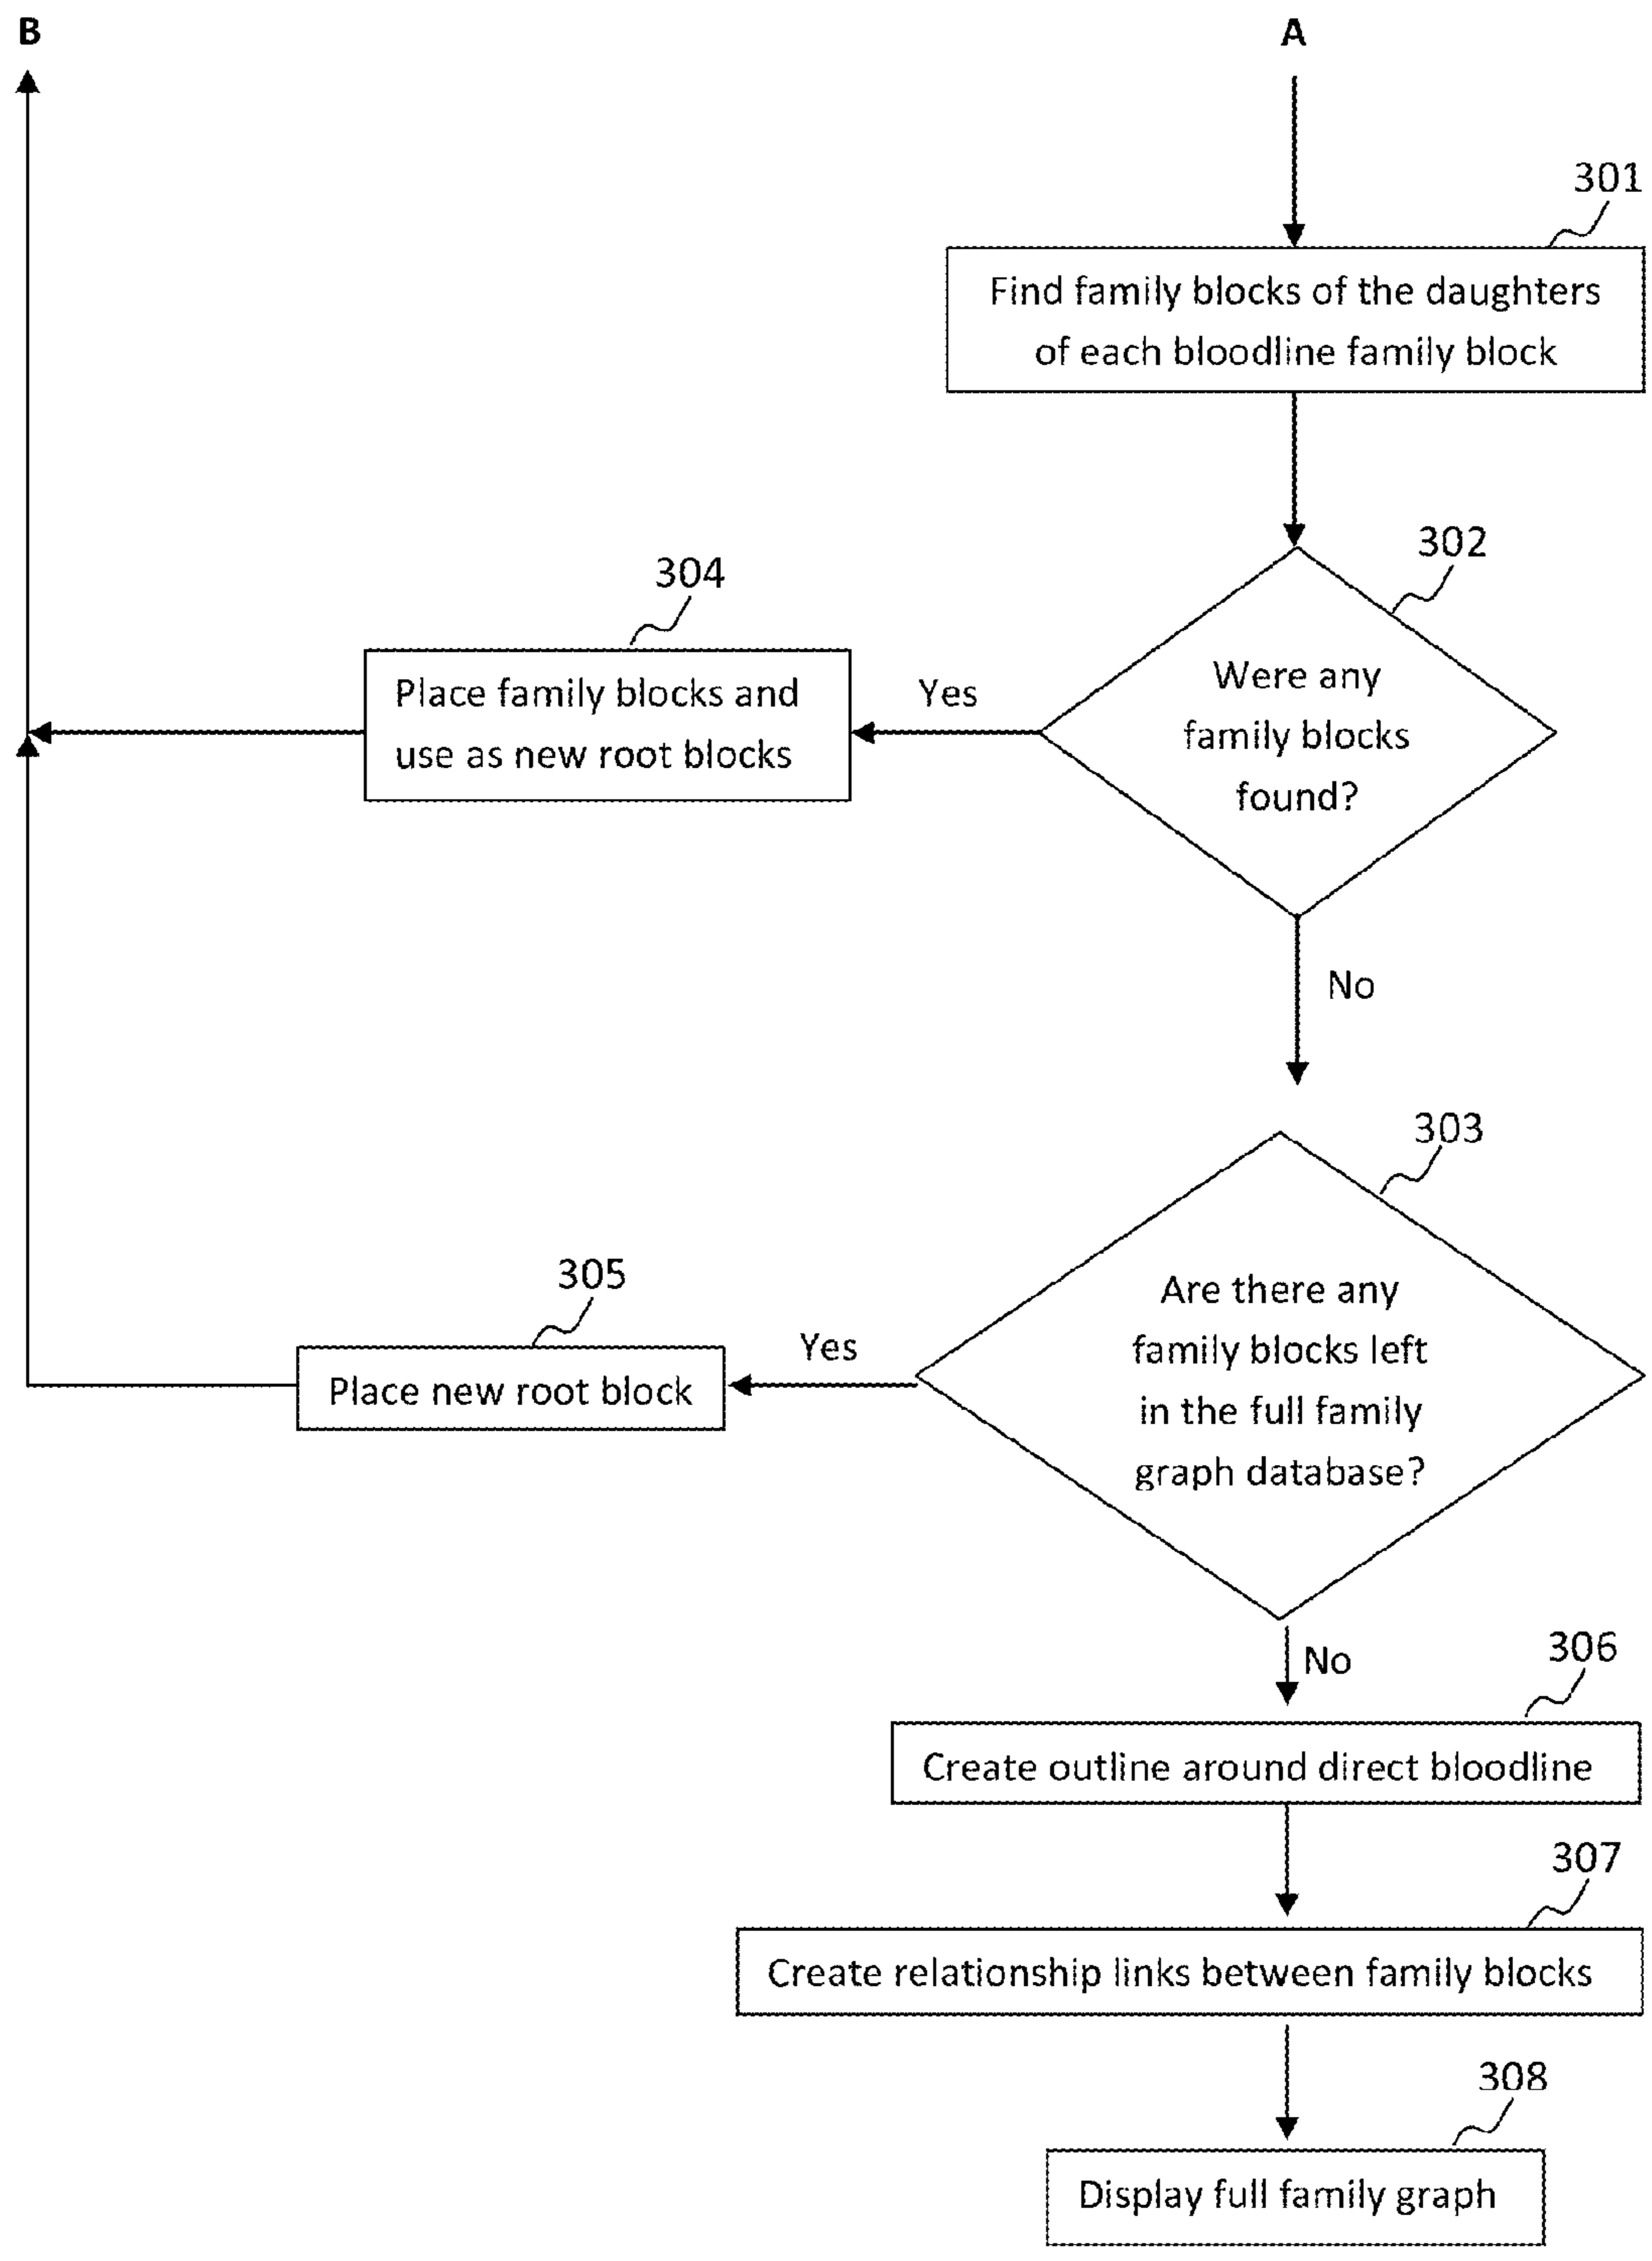 B
A
301
Find family blocks of the daughters
of each bloodline family block
302
304
Were any
family blocks
found?
Yes
Place family blocks and
use as new root blocks
No
303
305
Are there any
family blocks left
in the full family
graph database?
Yes
Place new root block
No
306
Create outline around direct bloodline
307
Create relationship links between family blocks
308
Display full family graph